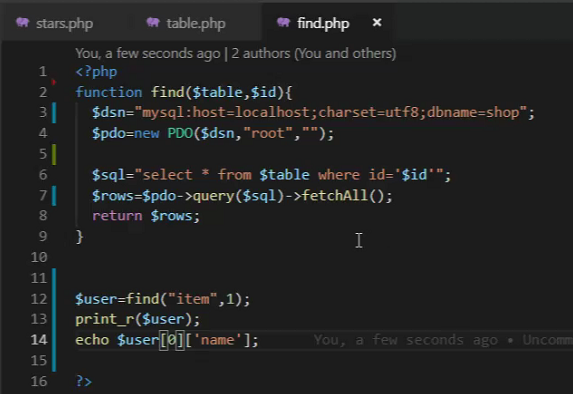 stars.php table.php find.php ×
You, a few seconds ago | 2 authors (You and others)
1 <?php
2 function find($table,$id){
3   $dsn="mysql:host=localhost;charset=utf8;dbname=shop";
4   $pdo=new PDO($dsn,"root","");
5
6   $sql="select * from $table where id='$id'";
7   $rows=$pdo->query($sql)->fetchAll();
8   return $rows;
9 }
10
11
12 $user=find("item",1);
13 print_r($user);
14 echo $user[0]['name']; You, a few seconds ago • Uncomm
15
16 ?>